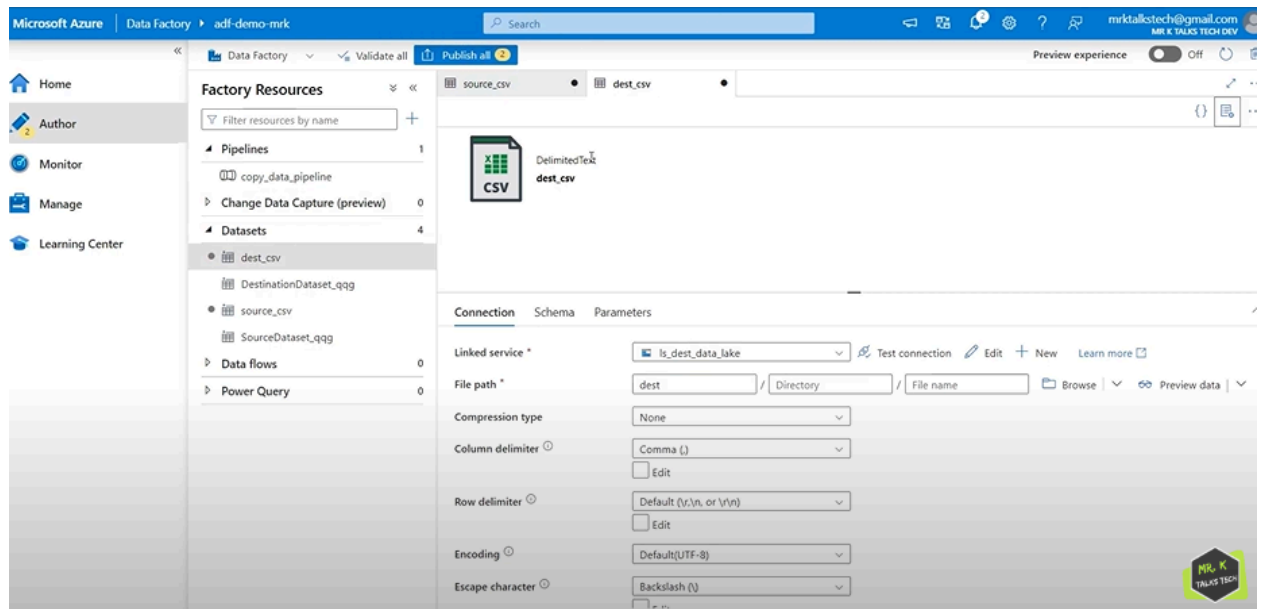 Microsoft Azure | Data Factory ▸ adf-demo-mrk
Search
2
mrktalkstech@gmail.com
MR K TALKS TECH DEV
Data Factory
Validate all
Publish all 2
Preview experience
Off
Home
Author
2
Monitor
Manage
Learning Center
Factory Resources
Filter resources by name
Pipelines 1
copy_data_pipeline
Change Data Capture (preview) 0
Datasets 4
dest_csv
DestinationDataset_qqg
source_csv
SourceDataset_qqg
Data flows 0
Power Query 0
source_csv
dest_csv
{}
CSV
DelimitedText
dest_csv
Connection Schema Parameters
Linked service * ls_dest_data_lake Test connection Edit New Learn more
File path * dest / Directory / File name Browse | Preview data |
Compression type None
Column delimiter Comma (,)
Edit
Row delimiter Default (\r,\n, or \r\n)
Edit
Encoding Default(UTF-8)
Escape character Backslash (\)
MR. K
TALKS TECH